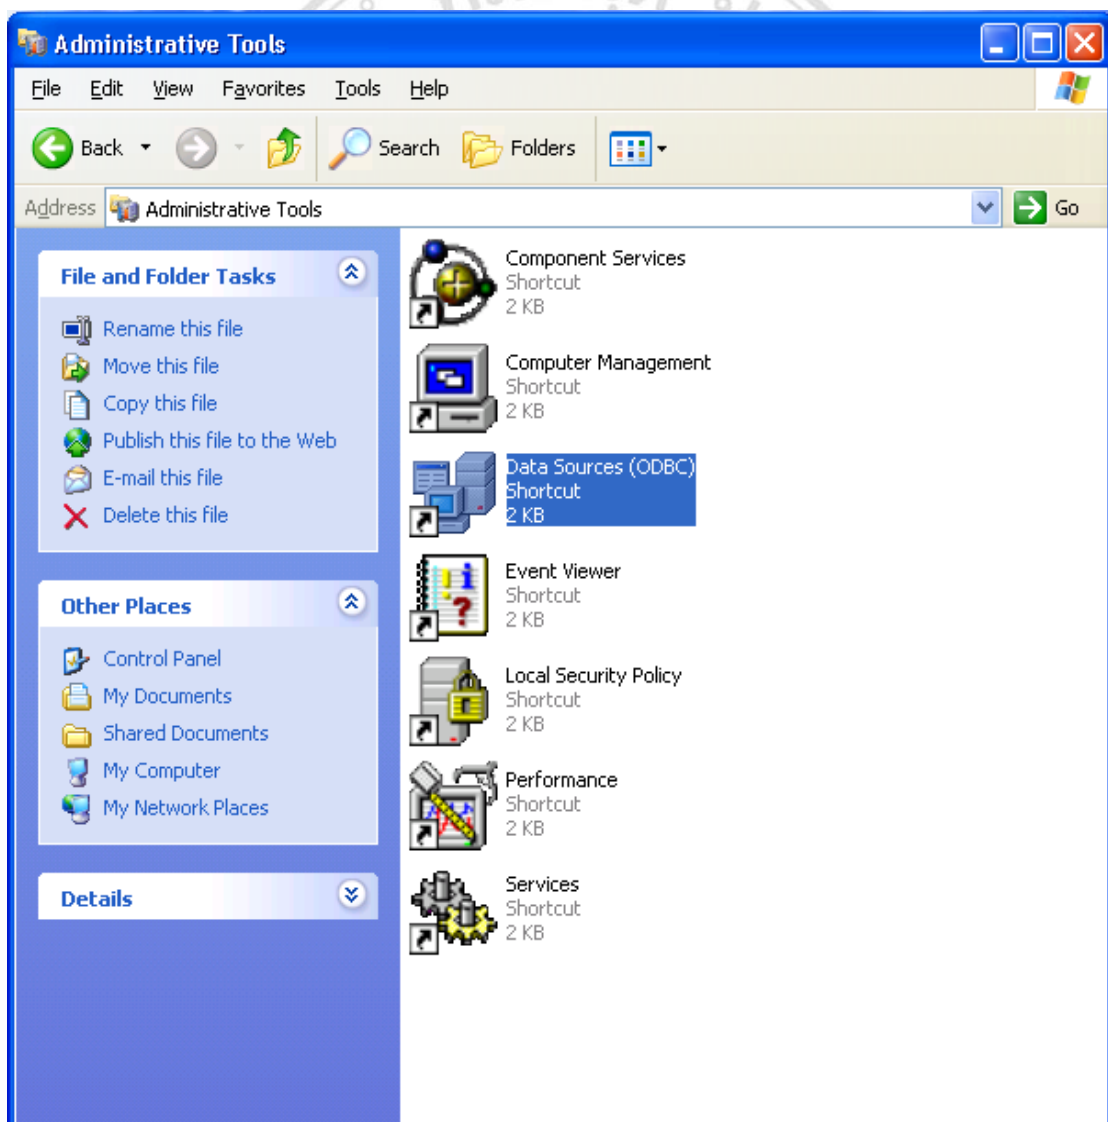 Administrative Tools
File Edit View Favorites Tools Help
Back Search Folders
Address Administrative Tools Go
File and Folder Tasks
Rename this file
Move this file
Copy this file
Publish this file to the Web
E-mail this file
Delete this file
Other Places
Control Panel
My Documents
Shared Documents
My Computer
My Network Places
Details
Component Services
Shortcut
2 KB
Computer Management
Shortcut
2 KB
Data Sources (ODBC)
Shortcut
2 KB
Event Viewer
Shortcut
2 KB
Local Security Policy
Shortcut
2 KB
Performance
Shortcut
2 KB
Services
Shortcut
2 KB